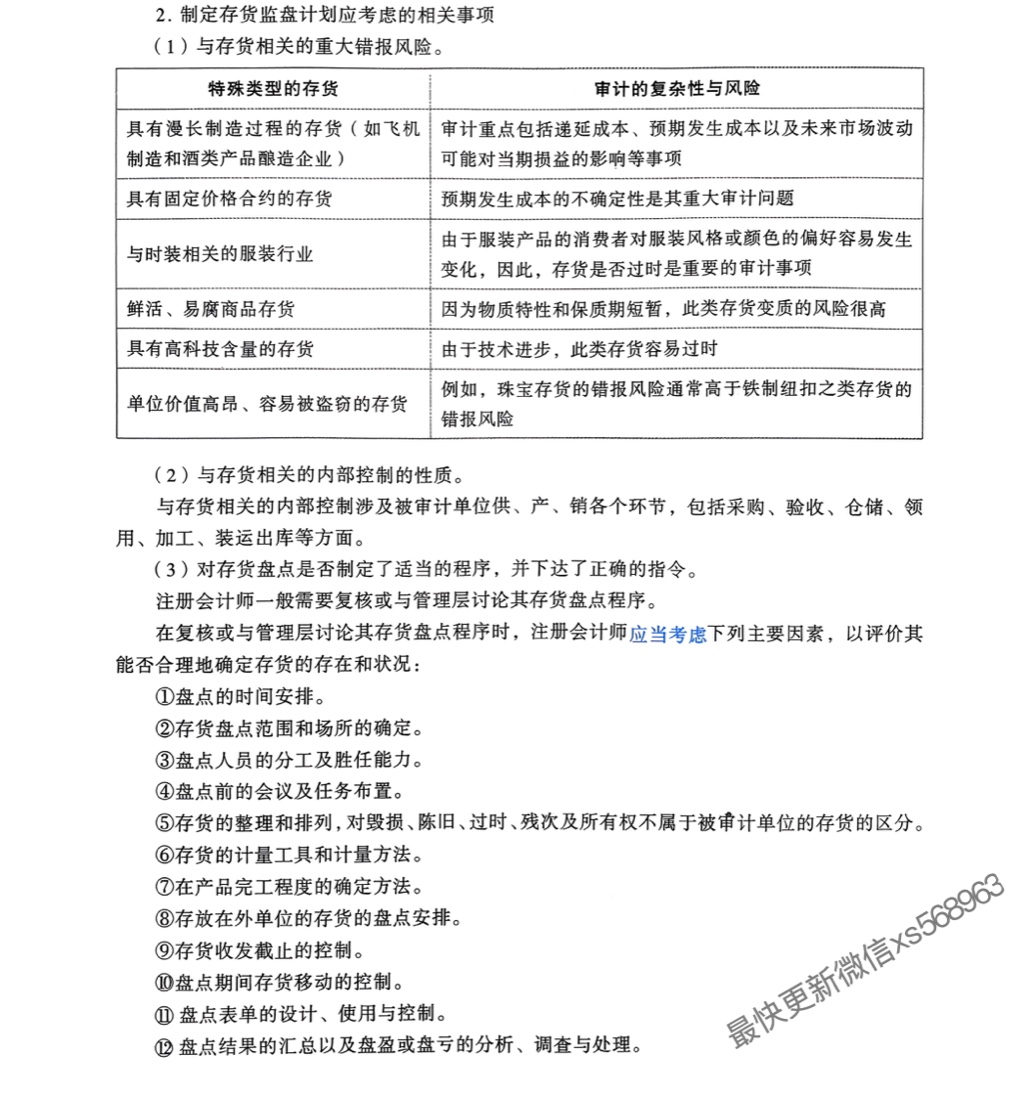 2. 制定存货监盘计划应考虑的相关事项
（1）与存货相关的重大错报风险。
特殊类型的存货
审计的复杂性与风险
具有漫长制造过程的存货（如飞机
制造和酒类产品酿造企业）
审计重点包括递延成本、预期发生成本以及未来市场波动
可能对当期损益的影响等事项
具有固定价格合约的存货
预期发生成本的不确定性是其重大审计问题
与时装相关的服装行业
由于服装产品的消费者对服装风格或颜色的偏好容易发生
变化，因此，存货是否过时是重要的审计事项
鲜活、易腐商品存货
因为物质特性和保质期短暂，此类存货变质的风险很高
具有高科技含量的存货
由于技术进步，此类存货容易过时
单位价值高昂、容易被盗窃的存货
例如，珠宝存货的错报风险通常高于铁制纽扣之类存货的
错报风险
（2）与存货相关的内部控制的性质。
与存货相关的内部控制涉及被审计单位供、产、销各个环节，包括采购、验收、仓储、领
用、加工、装运出库等方面。
（3）对存货盘点是否制定了适当的程序，并下达了正确的指令。
注册会计师一般需要复核或与管理层讨论其存货盘点程序。
在复核或与管理层讨论其存货盘点程序时，注册会计师应当考虑下列主要因素，以评价其
能否合理地确定存货的存在和状况：
①盘点的时间安排。
②存货盘点范围和场所的确定。
③盘点人员的分工及胜任能力。
④盘点前的会议及任务布置。
⑤存货的整理和排列，对毁损、陈旧、过时、残次及所有权不属于被审计单位的存货的区分。
⑥存货的计量工具和计量方法。
⑦在产品完工程度的确定方法。
⑧存放在外单位的存货的盘点安排。
⑨存货收发截止的控制。
⑩盘点期间存货移动的控制。
⑪ 盘点表单的设计、使用与控制。
⑫ 盘点结果的汇总以及盘盈或盘亏的分析、调查与处理。
最快更新微信xs568963